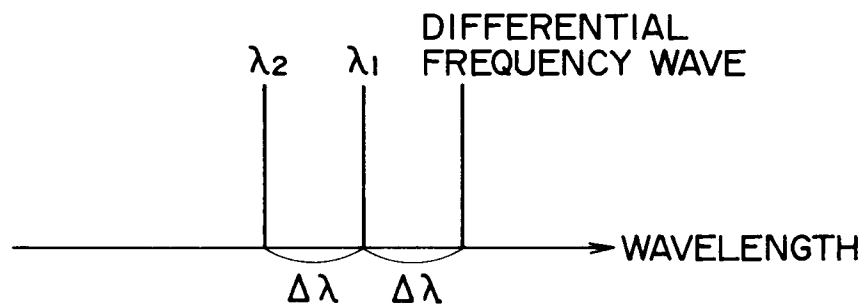 DIFFERENTIAL
λ2 λ1 FREQUENCY WAVE
WAVELENGTH
Δλ Δλ